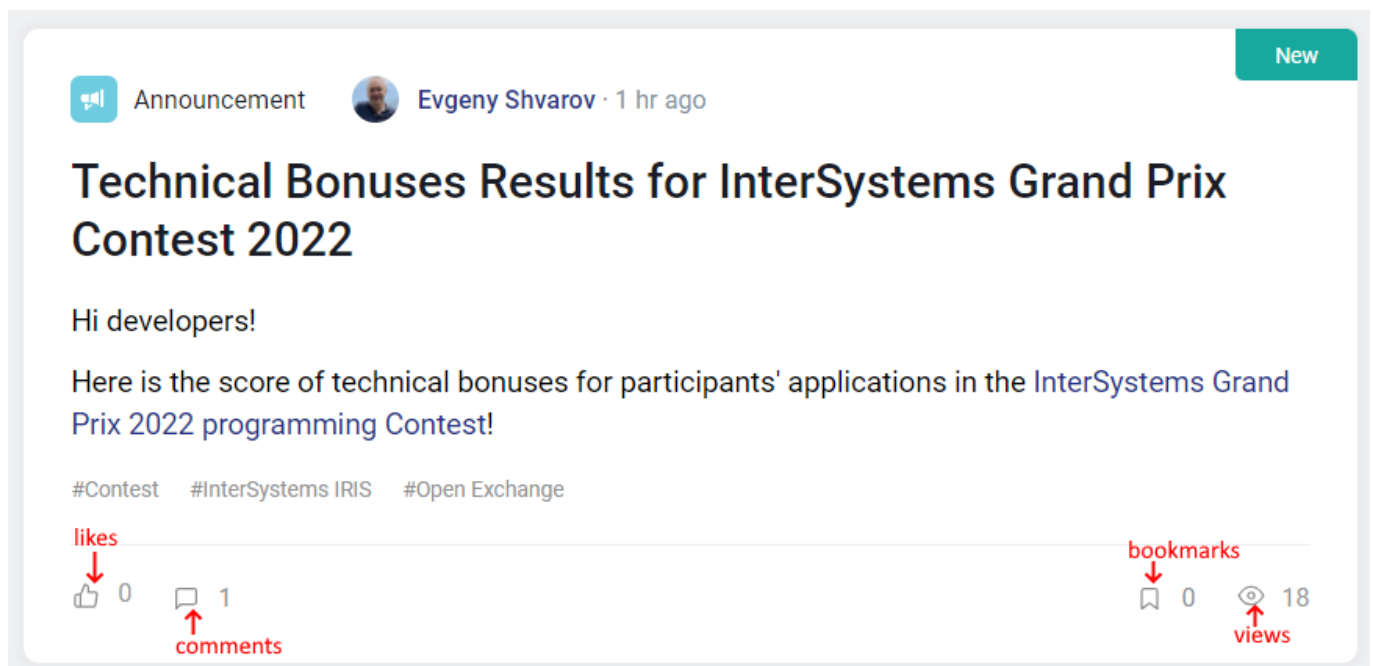 New
Announcement Evgeny Shvarov · 1 hr ago
Technical Bonuses Results for InterSystems Grand Prix
Contest 2022
Hi developers!
Here is the score of technical bonuses for participants' applications in the InterSystems Grand
Prix 2022 programming Contest!
#Contest #InterSystems IRIS #Open Exchange
likes
bookmarks
0 1 0 18
comments
views